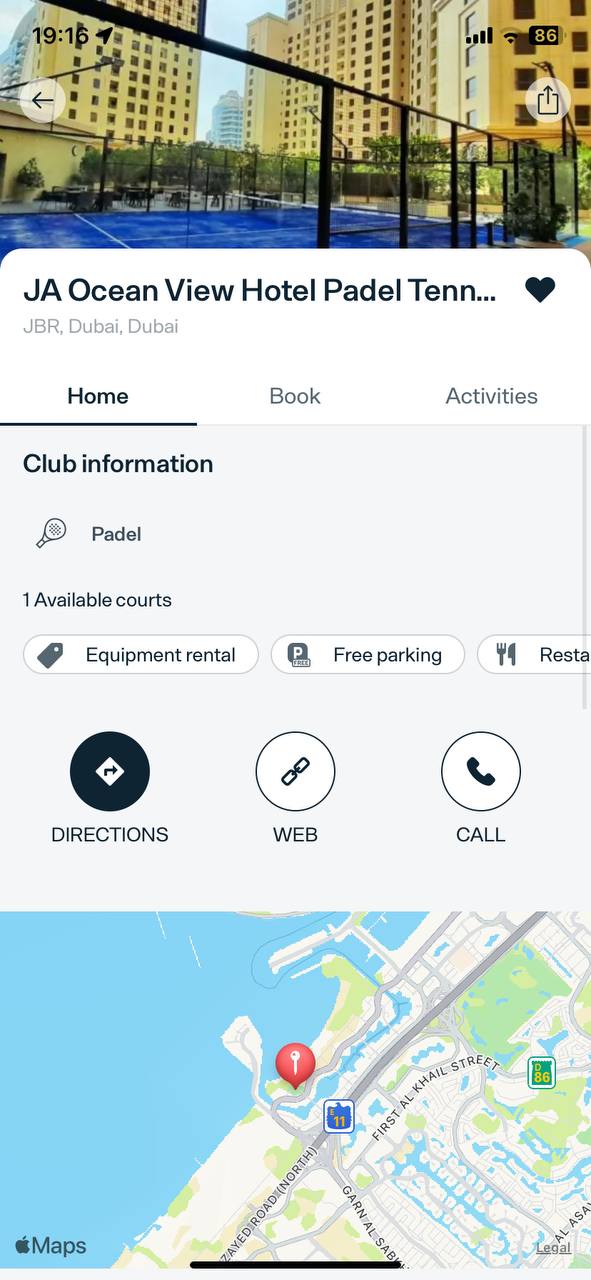 19:16
86
JA Ocean View Hotel Padel Tenn...
JBR, Dubai, Dubai
Home Book Activities
Club information
Padel
1 Available courts
Equipment rental Free parking Resta
DIRECTIONS WEB CALL
D
86
E
11
FIRST AL KHAIL STREET
ZAYED ROAD (NORTH)
GARN AL SABK
AL ASA
Maps
Legal